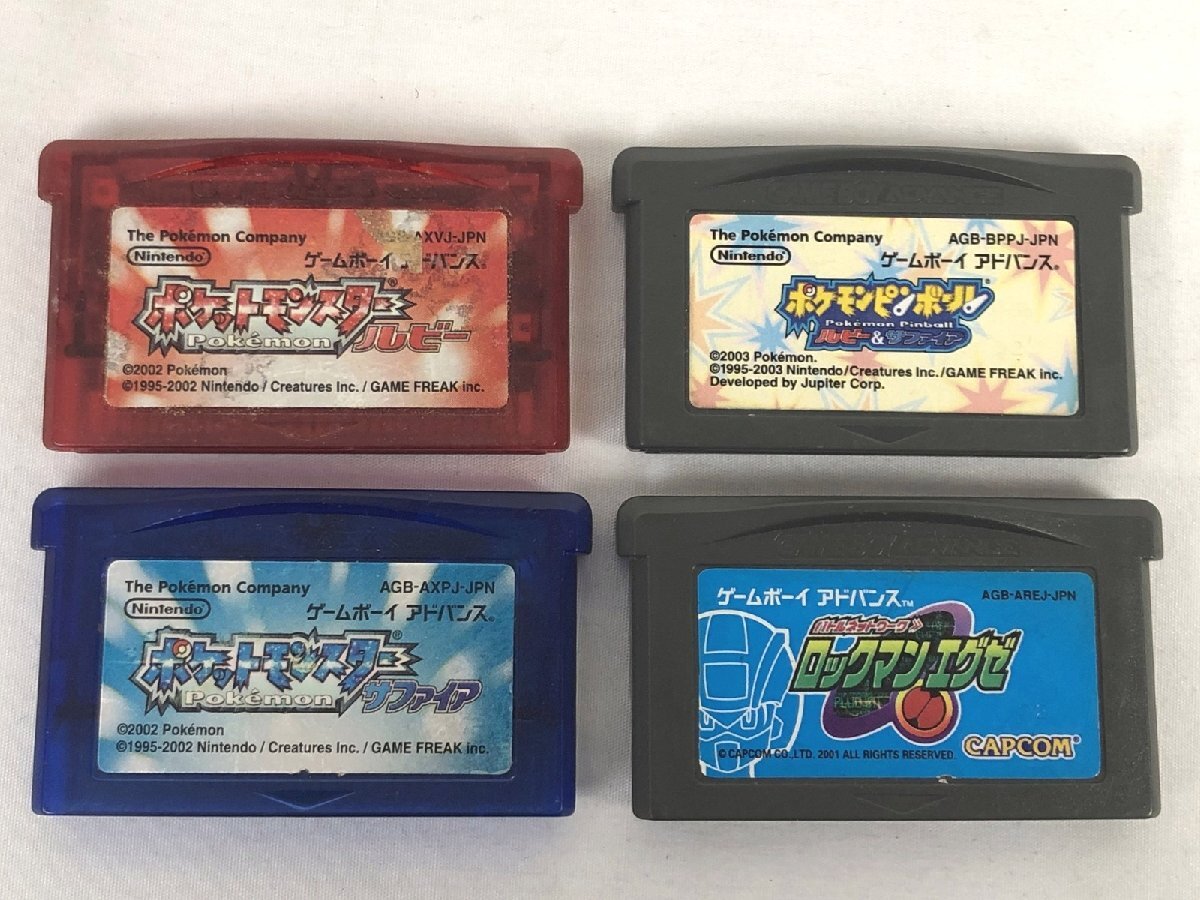 The Pokémon Company AXVJ-JPN
Nintendo ゲームボーイ アドバンス®
ポケットモンスター
Pokémon ルビー
©2002 Pokémon
©1995-2002 Nintendo / Creatures Inc. / GAME FREAK inc.
The Pokémon Company AGB-BPPJ-JPN
Nintendo ゲームボーイ アドバンス®
ポケモンピンボール®
Pokémon Pinball
ルビー&サファイア
©2003 Pokémon.
©1995-2003 Nintendo/Creatures Inc./GAME FREAK inc.
Developed by Jupiter Corp.
The Pokémon Company AGB-AXPJ-JPN
Nintendo ゲームボーイ アドバンス®
ポケットモンスター®
Pokémon サファイア
©2002 Pokémon
©1995-2002 Nintendo / Creatures Inc. / GAME FREAK inc.
ゲームボーイ アドバンス™ AGB-AREJ-JPN
バトルネットワーク
ロックマン エグゼ
© CAPCOM CO.,LTD. 2001 ALL RIGHTS RESERVED.
CAPCOM®